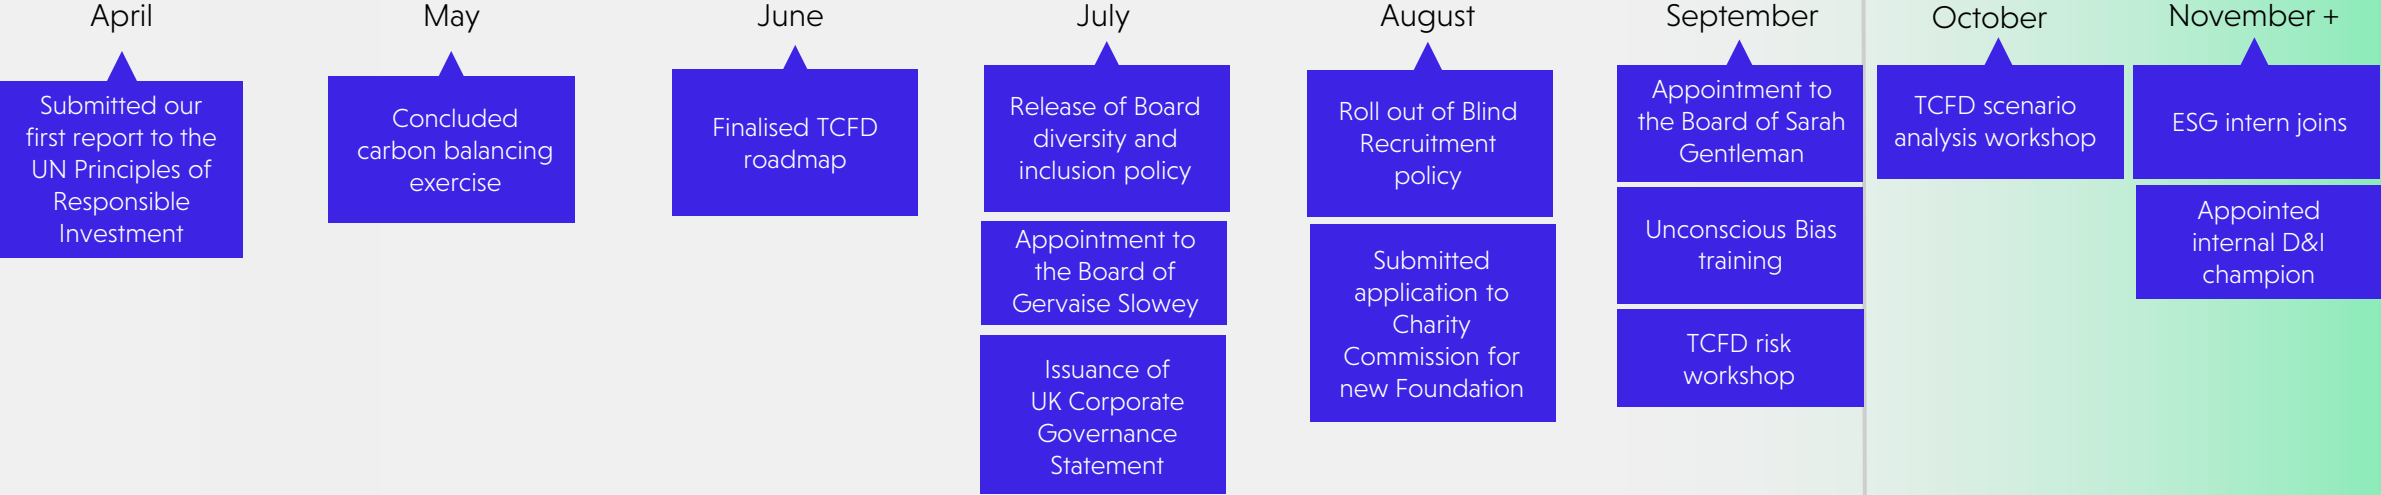 April
Submitted our
first report to the
UN Principles of
Responsible
Investment
May
Concluded
carbon balancing
exercise
June
Finalised TCFD
roadmap
July
Release of Board
diversity and
inclusion policy
Appointment to
the Board of
Gervaise Slowey
Issuance of
UK Corporate
Governance
Statement
August
Roll out of Blind
Recruitment
policy
Submitted
application to
Charity
Commission for
new Foundation
September
Appointment to
the Board of Sarah
Gentleman
Unconscious Bias
training
TCFD risk
workshop
October
TCFD scenario
analysis workshop
November +
ESG intern joins
Appointed
internal D&I
champion